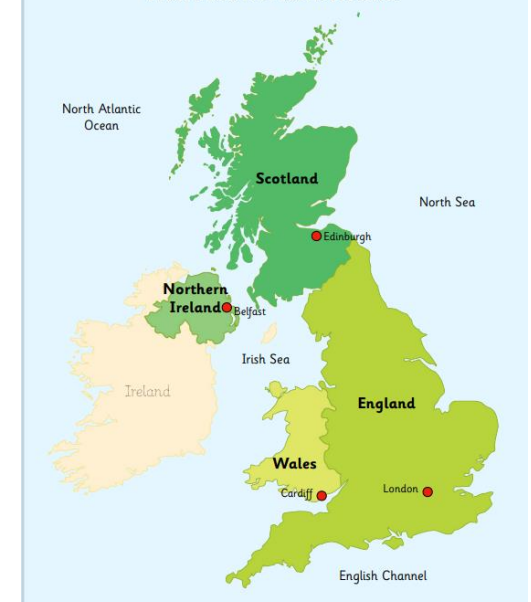 North Atlantic
Ocean
Scotland
North Sea
Edinburgh
Northern
Ireland
Belfast
Irish Sea
Ireland
England
Wales
Cardiff
London
English Channel